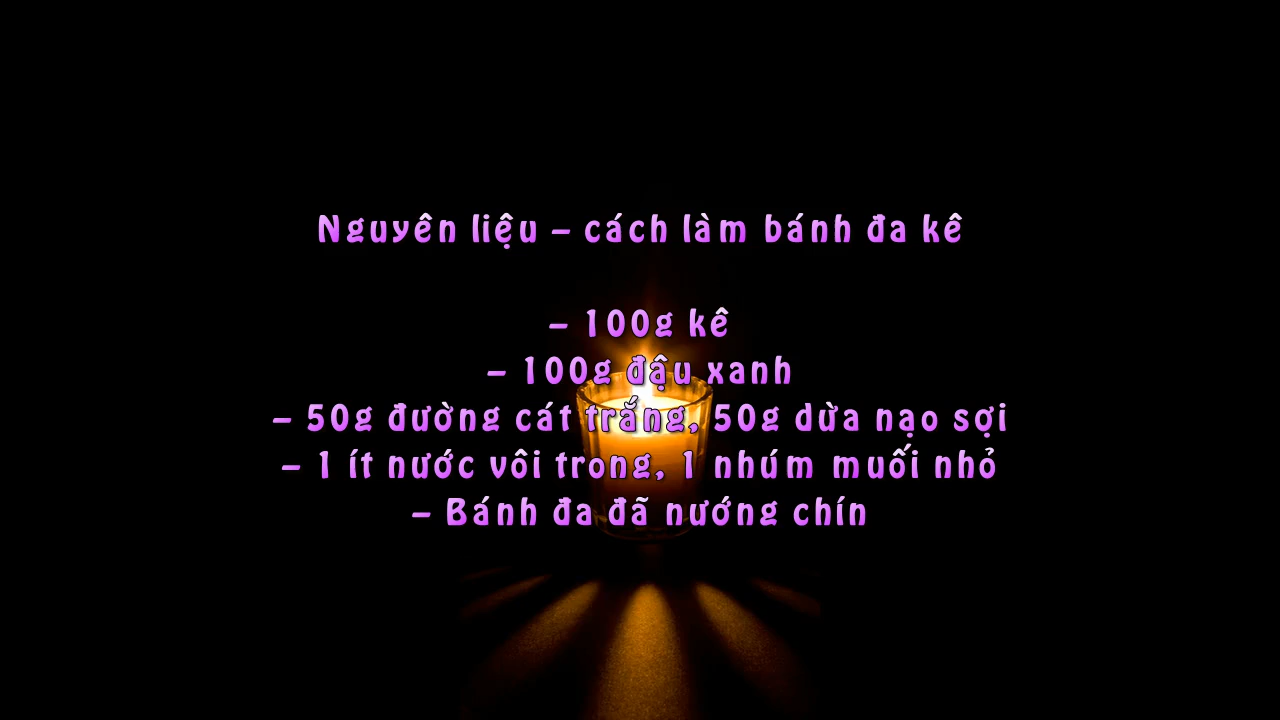 Nguyên liệu – cách làm bánh đa kê
– 100g kê
– 100g đậu xanh
– 50g đường cát trắng, 50g dừa nạo sợi
– 1 ít nước vôi trong, 1 nhúm muối nhỏ
– Bánh đa đã nướng chín